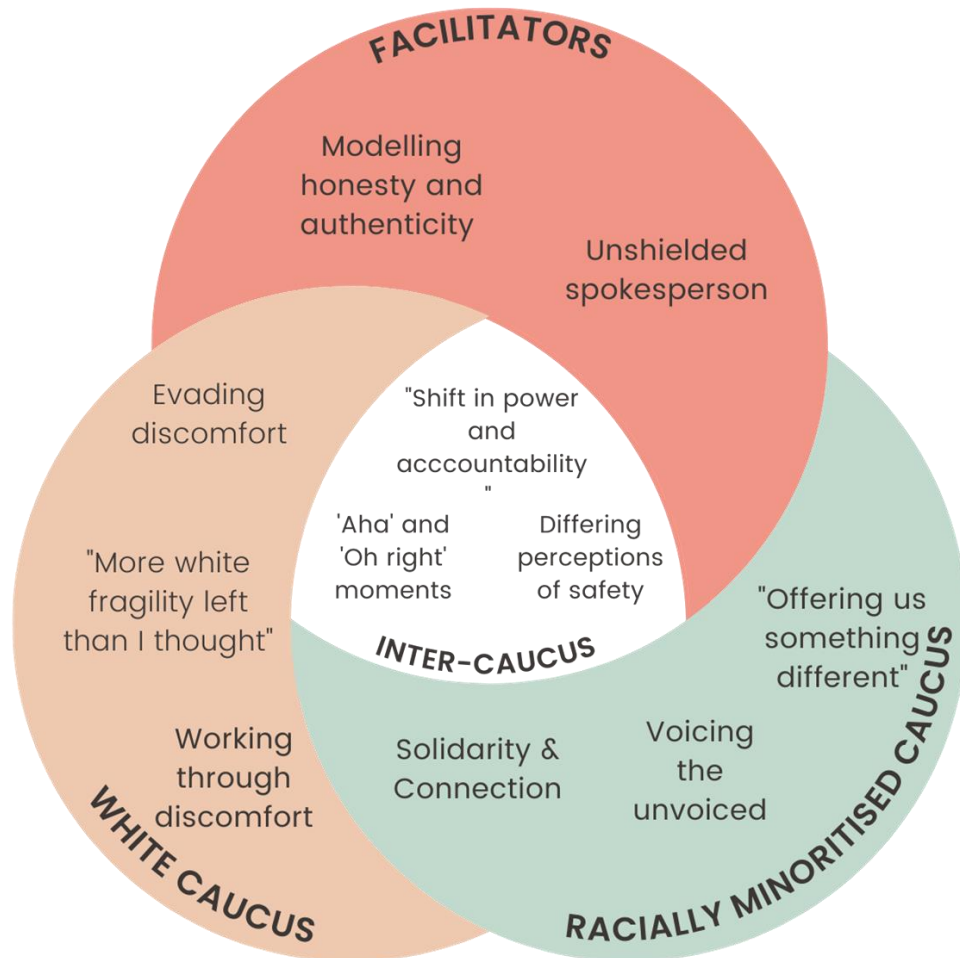 FACILITATORS
Modelling
honesty and
authenticity
Unshielded
spokesperson
Evading
discomfort
"More white
fragility left
than I thought"
Working
through
discomfort
WHITE CAUCUS
"Shift in power
and
acccountability
"
'Aha' and
'Oh right'
moments
Differing
perceptions
of safety
INTER-CAUCUS
"Offering us
something
different"
Solidarity &
Connection
Voicing
the
unvoiced
RACIALLY MINORITISED CAUCUS